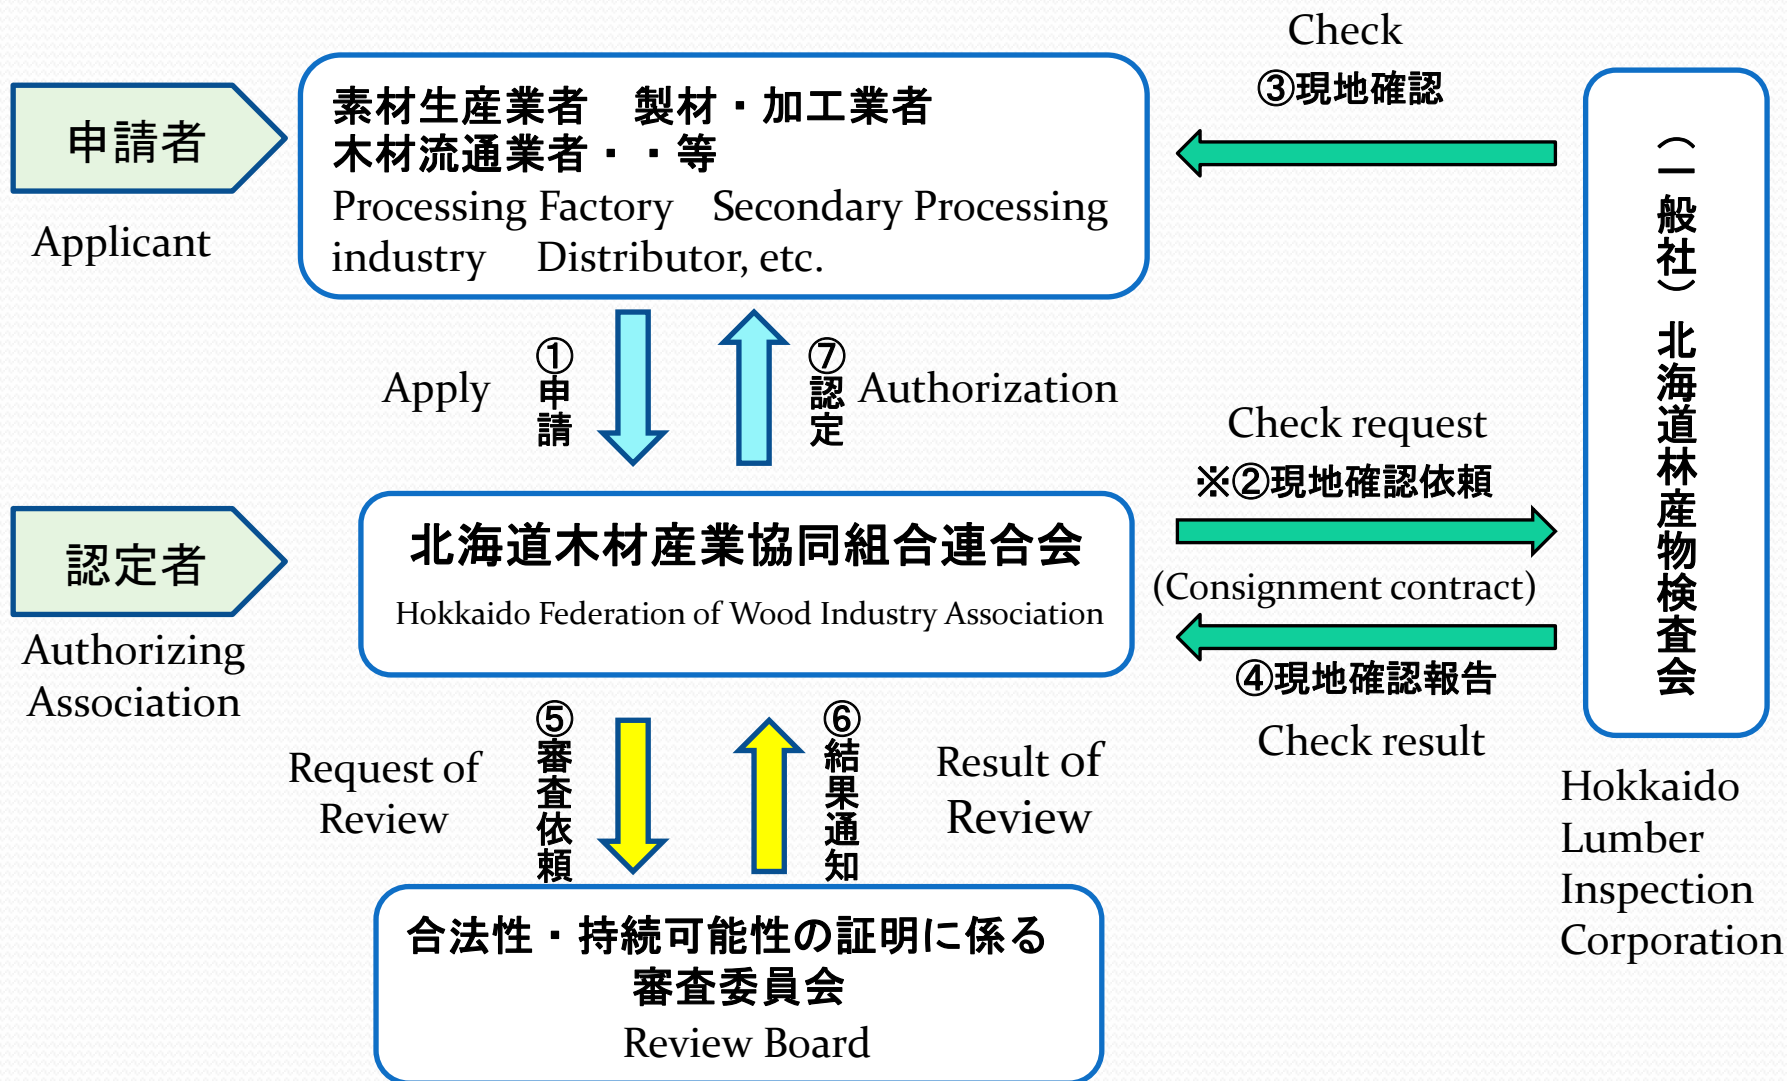 Check
③現地確認
申請者
Applicant
素材生産業者　製材・加工業者
木材流通業者・・等
Processing Factory　Secondary Processing
industry　Distributor, etc.
（一般社）北海道林産物検査会
Apply
①申請
⑦認定
Authorization
Check request
※②現地確認依頼
(Consignment contract)
④現地確認報告
Check result
認定者
Authorizing
Association
北海道木材産業協同組合連合会
Hokkaido Federation of Wood Industry Association
Request of
Review
⑤審査依頼
⑥結果通知
Result of
Review
Hokkaido
Lumber
Inspection
Corporation
合法性・持続可能性の証明に係る
審査委員会
Review Board